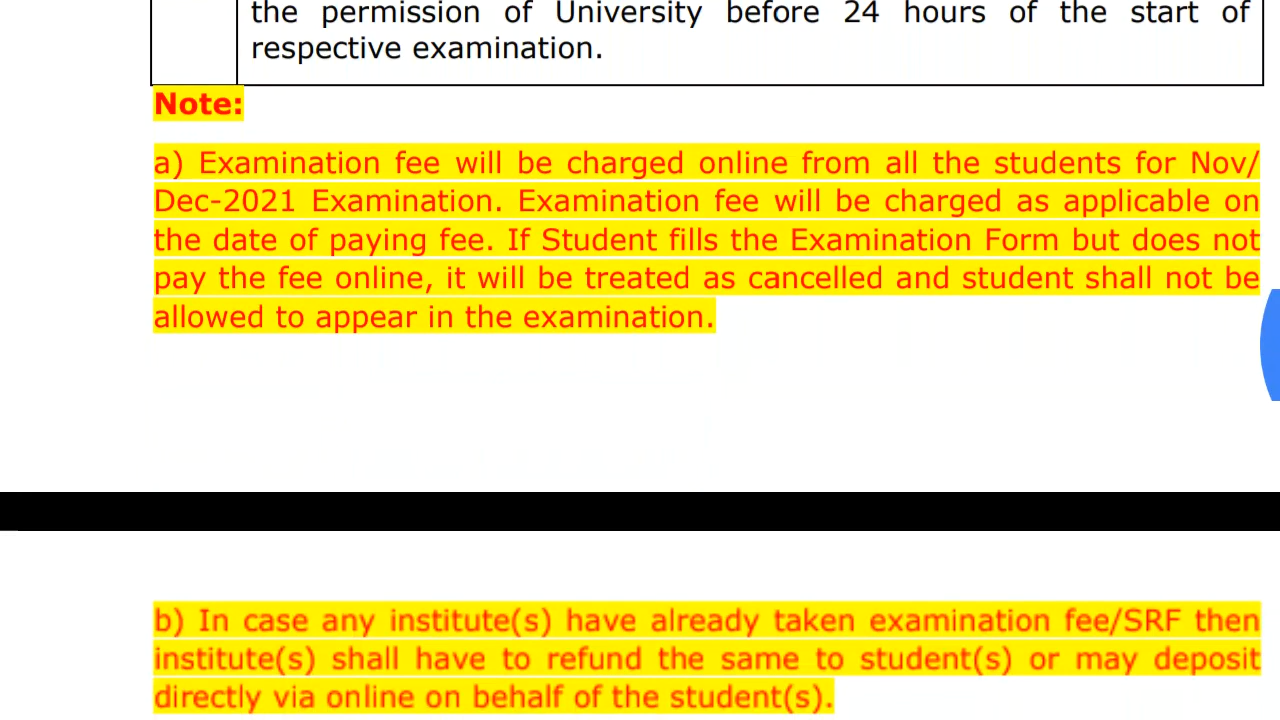 the permission of University before 24 hours of the start of
respective examination.
Note:
a) Examination fee will be charged online from all the students for Nov/
Dec-2021 Examination. Examination fee will be charged as applicable on
the date of paying fee. If Student fills the Examination Form but does not
pay the fee online, it will be treated as cancelled and student shall not be
allowed to appear in the examination.
b) In case any institute(s) have already taken examination fee/SRF then
institute(s) shall have to refund the same to student(s) or may deposit
directly via online on behalf of the student(s).